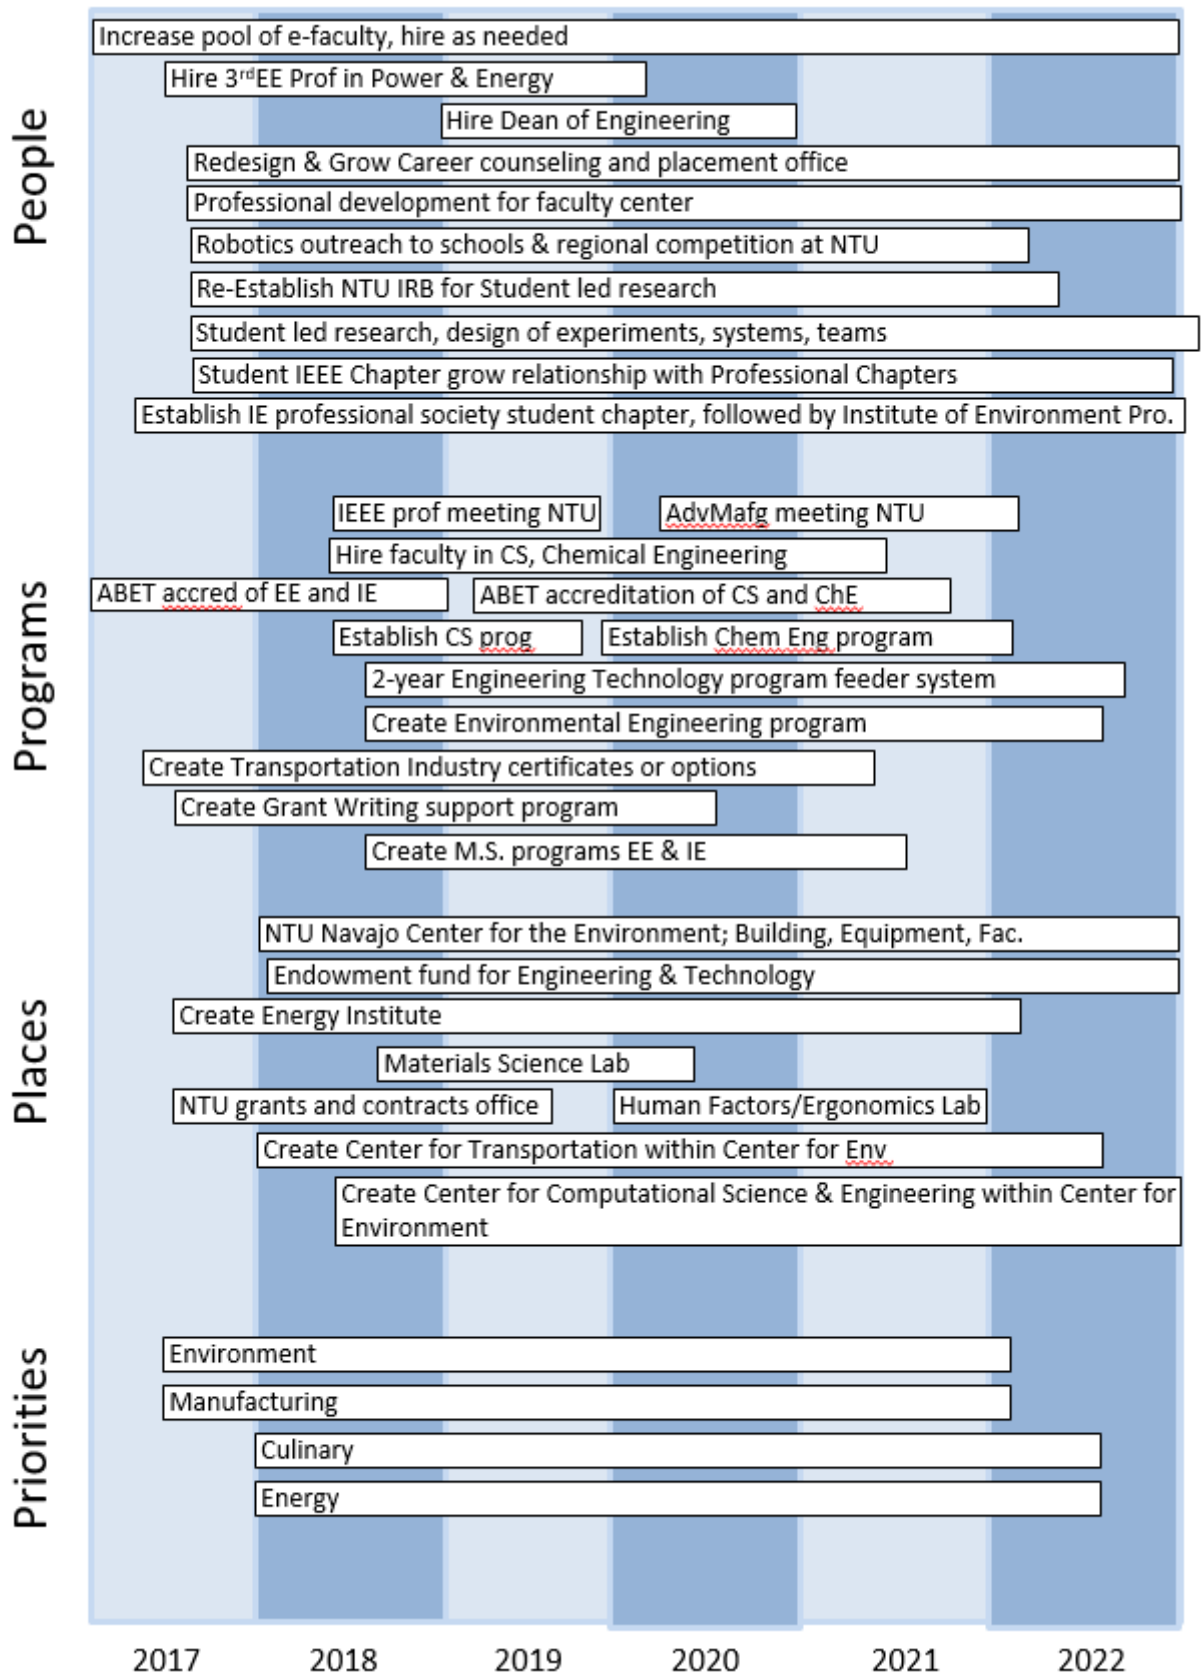 People
Increase pool of e-faculty, hire as needed
Hire 3rdEE Prof in Power & Energy
Hire Dean of Engineering
Redesign & Grow Career counseling and placement office
Professional development for faculty center
Robotics outreach to schools & regional competition at NTU
Re-Establish NTU IRB for Student led research
Student led research, design of experiments, systems, teams
Student IEEE Chapter grow relationship with Professional Chapters
Establish IE professional society student chapter, followed by Institute of Environment Pro.
Programs
IEEE prof meeting NTU
AdvMafg meeting NTU
Hire faculty in CS, Chemical Engineering
ABET accred of EE and IE
ABET accreditation of CS and ChE
Establish CS prog
Establish Chem Eng program
2-year Engineering Technology program feeder system
Create Environmental Engineering program
Create Transportation Industry certificates or options
Create Grant Writing support program
Create M.S. programs EE & IE
Places
NTU Navajo Center for the Environment; Building, Equipment, Fac.
Endowment fund for Engineering & Technology
Create Energy Institute
Materials Science Lab
NTU grants and contracts office
Human Factors/Ergonomics Lab
Create Center for Transportation within Center for Env
Create Center for Computational Science & Engineering within Center for
Environment
Priorities
Environment
Manufacturing
Culinary
Energy
2017
2018
2019
2020
2021
2022